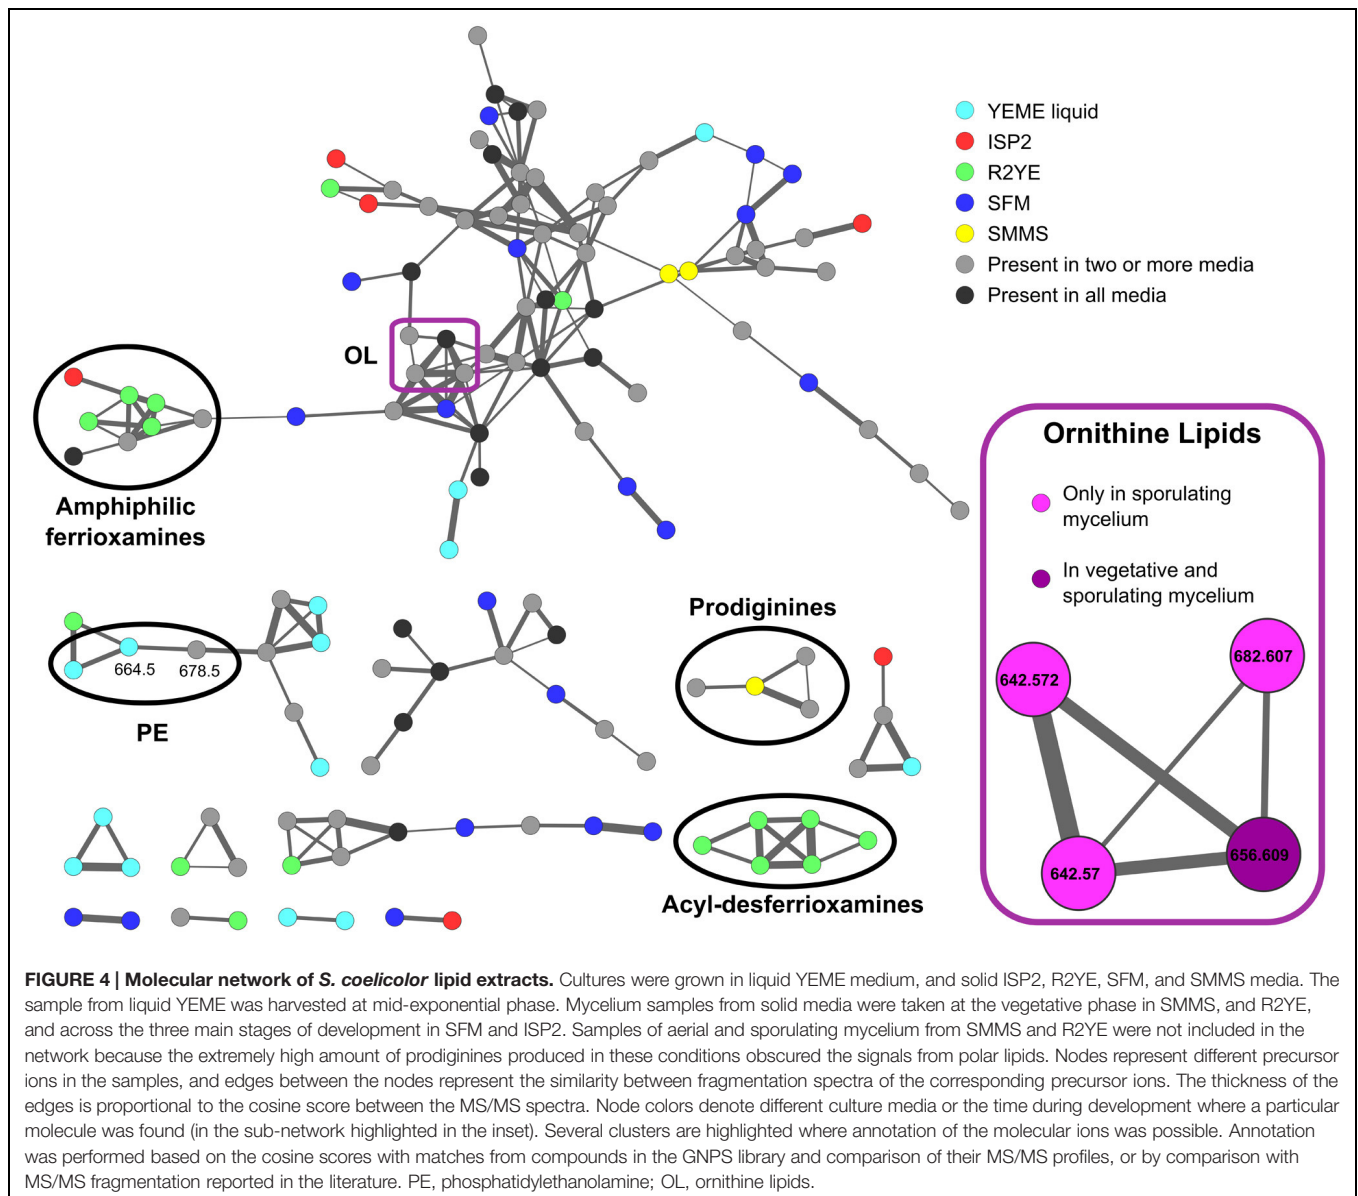 YEME liquid
ISP2
R2YE
SFM
SMMS
Present in two or more media
Present in all media
OL
Amphiphilic
ferrioxamines
Ornithine Lipids
Only in sporulating
mycelium
In vegetative and
sporulating mycelium
642.572
682.607
642.57
656.609
664.5
678.5
PE
Prodiginines
Acyl-desferrioxamines
FIGURE 4 | Molecular network of S. coelicolor lipid extracts. Cultures were grown in liquid YEME medium, and solid ISP2, R2YE, SFM, and SMMS media. The
sample from liquid YEME was harvested at mid-exponential phase. Mycelium samples from solid media were taken at the vegetative phase in SMMS, and R2YE,
and across the three main stages of development in SFM and ISP2. Samples of aerial and sporulating mycelium from SMMS and R2YE were not included in the
network because the extremely high amount of prodiginines produced in these conditions obscured the signals from polar lipids. Nodes represent different precursor
ions in the samples, and edges between the nodes represent the similarity between fragmentation spectra of the corresponding precursor ions. The thickness of the
edges is proportional to the cosine score between the MS/MS spectra. Node colors denote different culture media or the time during development where a particular
molecule was found (in the sub-network highlighted in the inset). Several clusters are highlighted where annotation of the molecular ions was possible. Annotation
was performed based on the cosine scores with matches from compounds in the GNPS library and comparison of their MS/MS profiles, or by comparison with
MS/MS fragmentation reported in the literature. PE, phosphatidylethanolamine; OL, ornithine lipids.